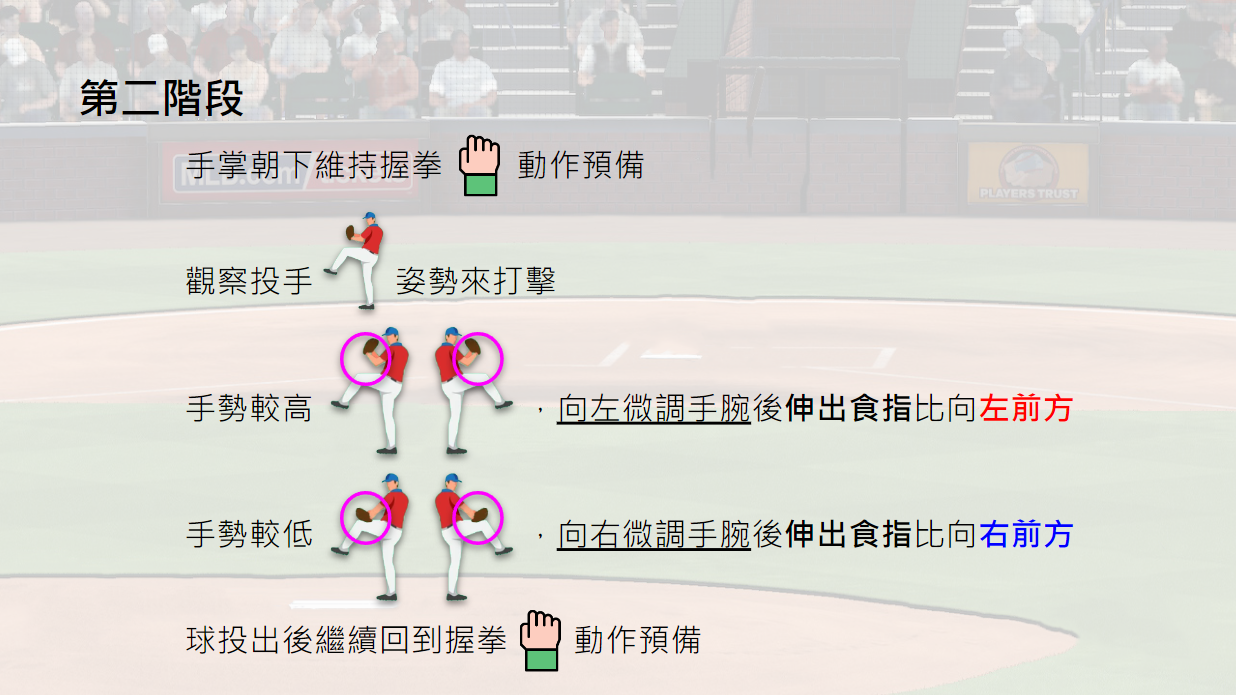 第二階段
手掌朝下維持握拳 動作預備
MLB.com/
PLAYERS TRUST
觀察投手 姿勢來打擊
手勢較高 ，向左微調手腕後伸出食指比向左前方
手勢較低 ，向右微調手腕後伸出食指比向右前方
球投出後繼續回到握拳 動作預備